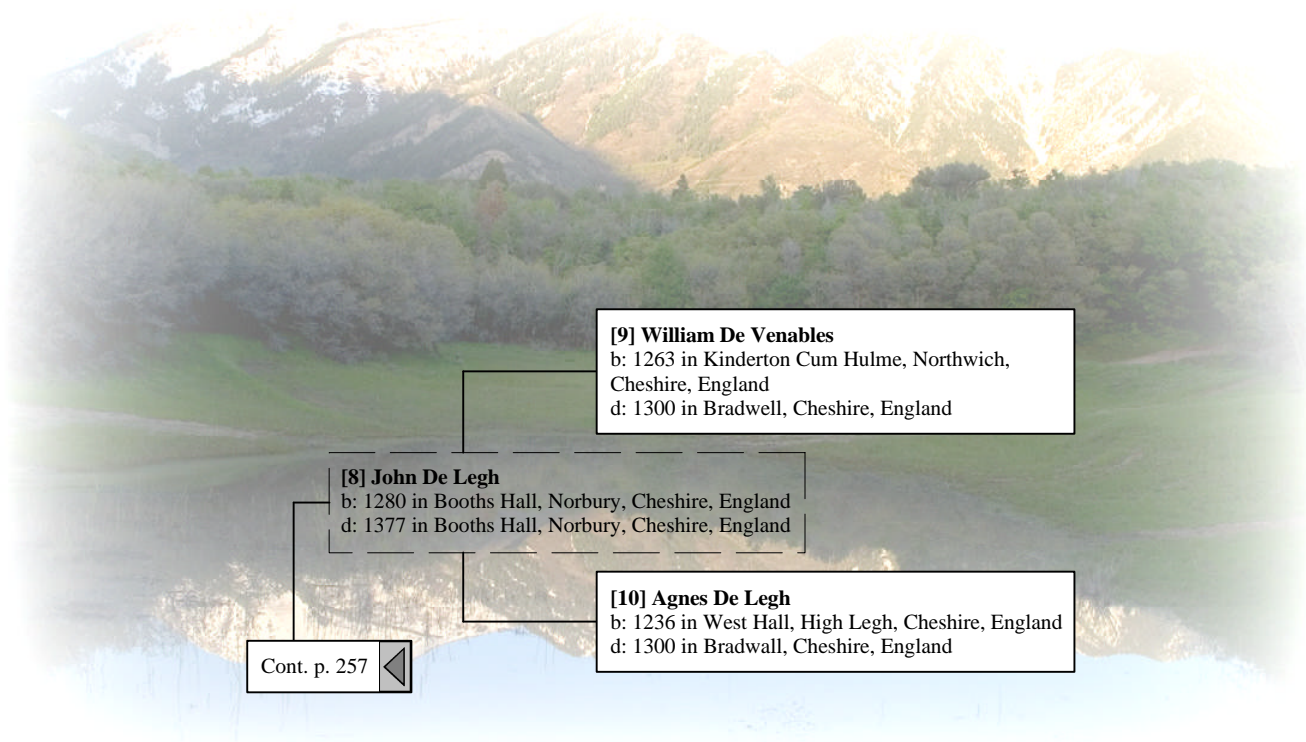 [9] William De Venables
b: 1263 in Kinderton Cum Hulme, Northwich,
Cheshire, England
d: 1300 in Bradwell, Cheshire, England
[8] John De Legh
b: 1280 in Booths Hall, Norbury, Cheshire, England
d: 1377 in Booths Hall, Norbury, Cheshire, England
[10] Agnes De Legh
b: 1236 in West Hall, High Legh, Cheshire, England
d: 1300 in Bradwall, Cheshire, England
Cont. p. 257